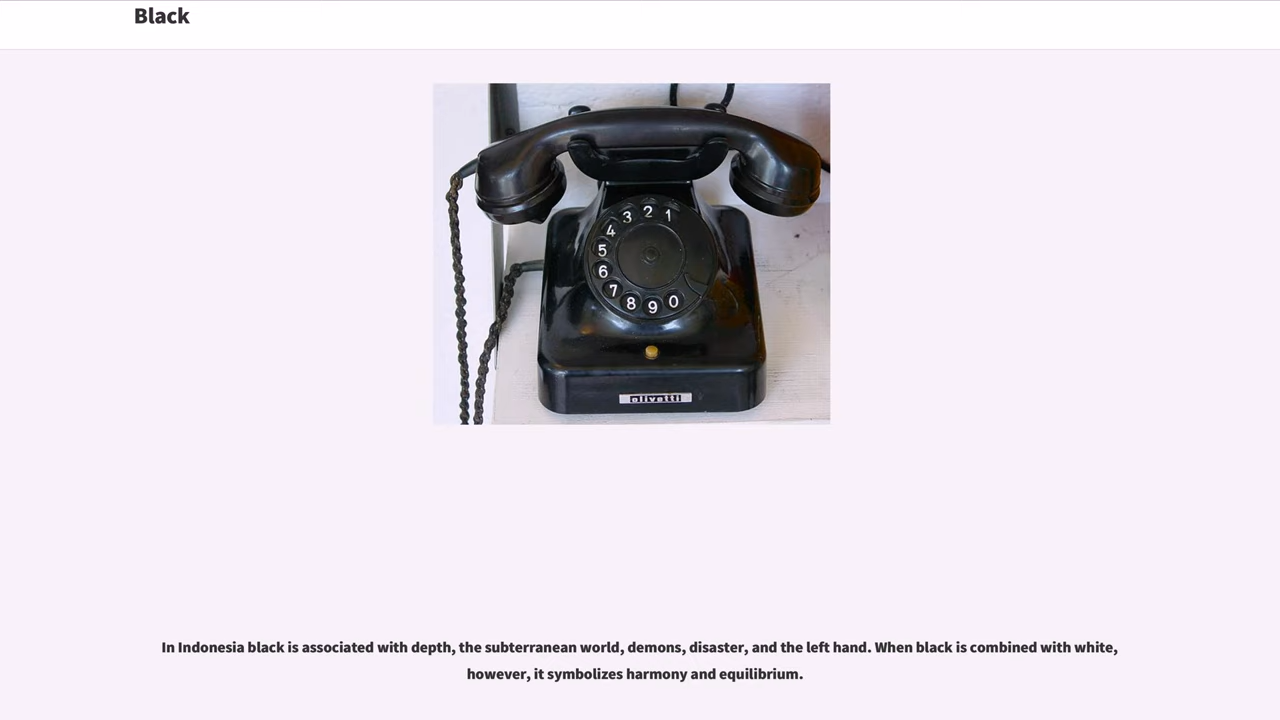 Black
3 2 1
4
5
6
7
8 9 0
olivetti
In Indonesia black is associated with depth, the subterranean world, demons, disaster, and the left hand. When black is combined with white,
however, it symbolizes harmony and equilibrium.